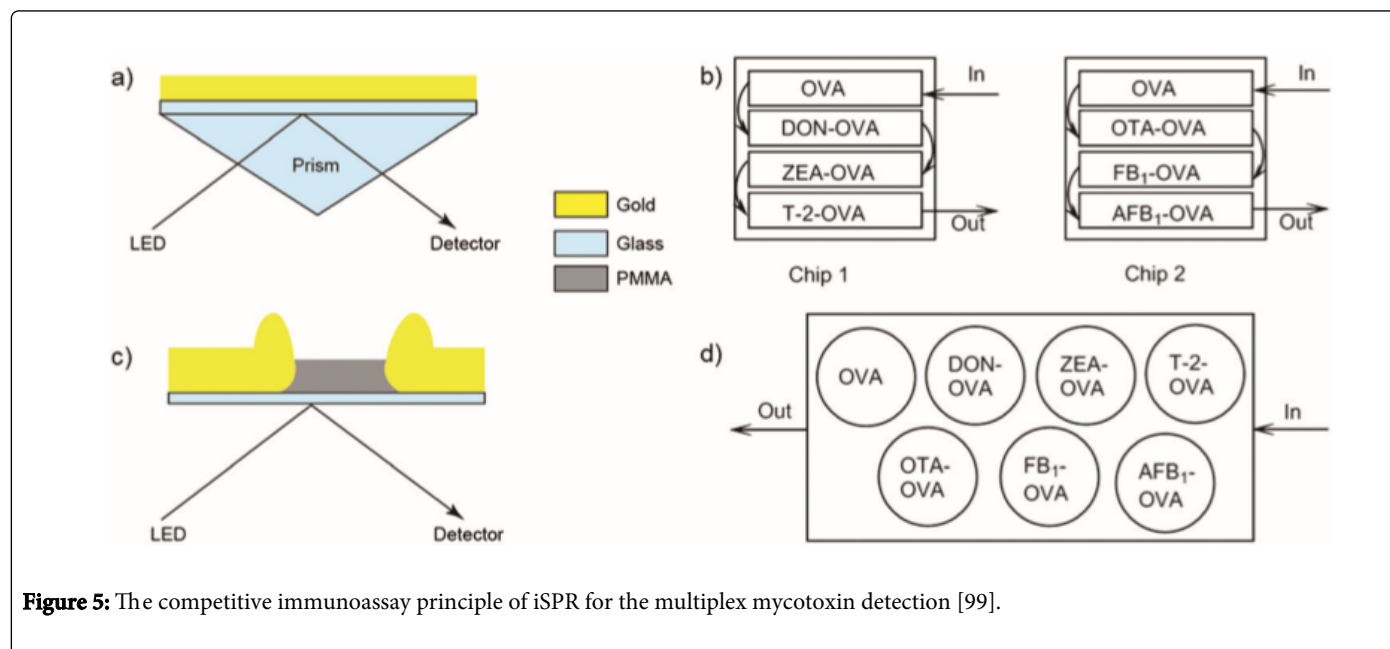 a)
Prism
LED
Detector
Gold
Glass
PMMA
b)
In
OVA
DON-OVA
ZEA-OVA
T-2-OVA
Out
Chip 1
In
OVA
OTA-OVA
FB₁-OVA
AFB₁-OVA
Out
Chip 2
c)
LED
Detector
d)
OVA
DON-
OVA
ZEA-
OVA
T-2-
OVA
Out
In
OTA-
OVA
FB₁-
OVA
AFB₁-
OVA
Figure 5: The competitive immunoassay principle of iSPR for the multiplex mycotoxin detection [99].